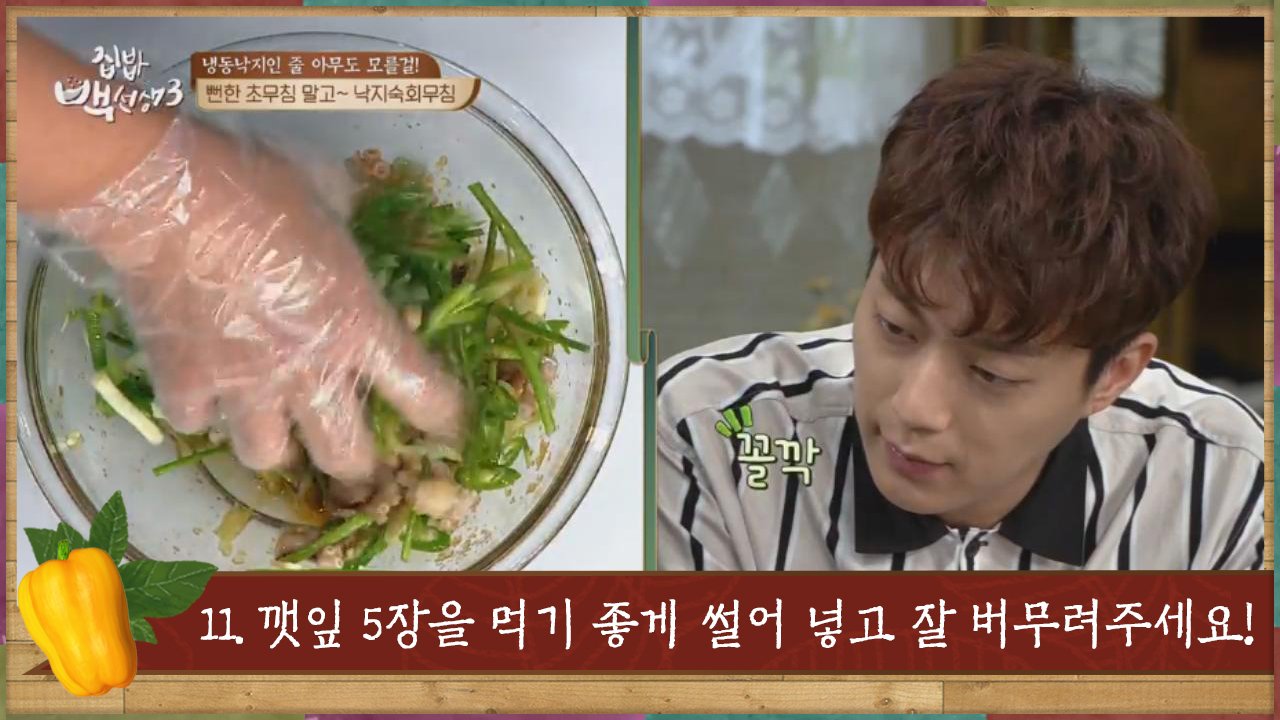 집밥
백선생3
냉동낙지인 줄 아무도 모를걸!
뻔한 초무침 말고~ 낙지숙회무침
꼴깍
11. 깻잎 5장을 먹기 좋게 썰어 넣고 잘 버무려주세요!